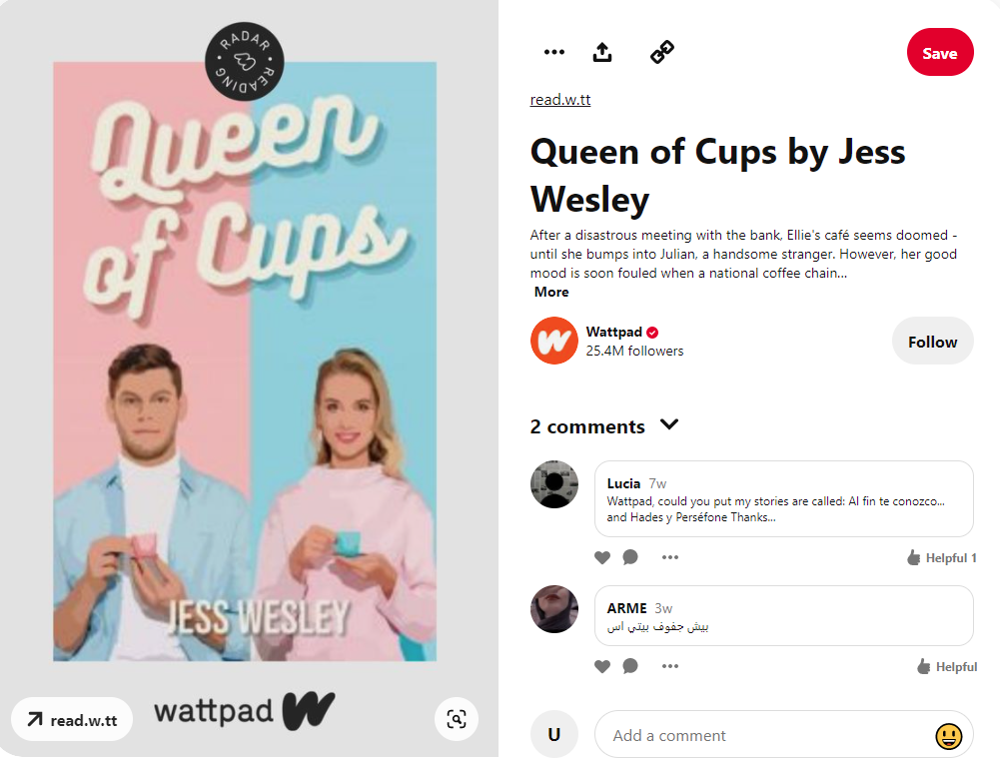 RADAR
READING
Queen
of Cups
JESS WESLEY
wattpad
read.w.tt
Save
read.w.tt
Queen of Cups by Jess
Wesley
After a disastrous meeting with the bank, Ellie's café seems doomed -
until she bumps into Julian, a handsome stranger. However, her good
mood is soon fouled when a national coffee chain...
More
Wattpad
25.4M followers
Follow
2 comments
Lucia 7w
Wattpad, could you put my stories are called: Al fin te conozco...
and Hades y Perséfone Thanks...
Helpful 1
ARME 3w
بيش جفوف بيتي اس
Helpful
U
Add a comment